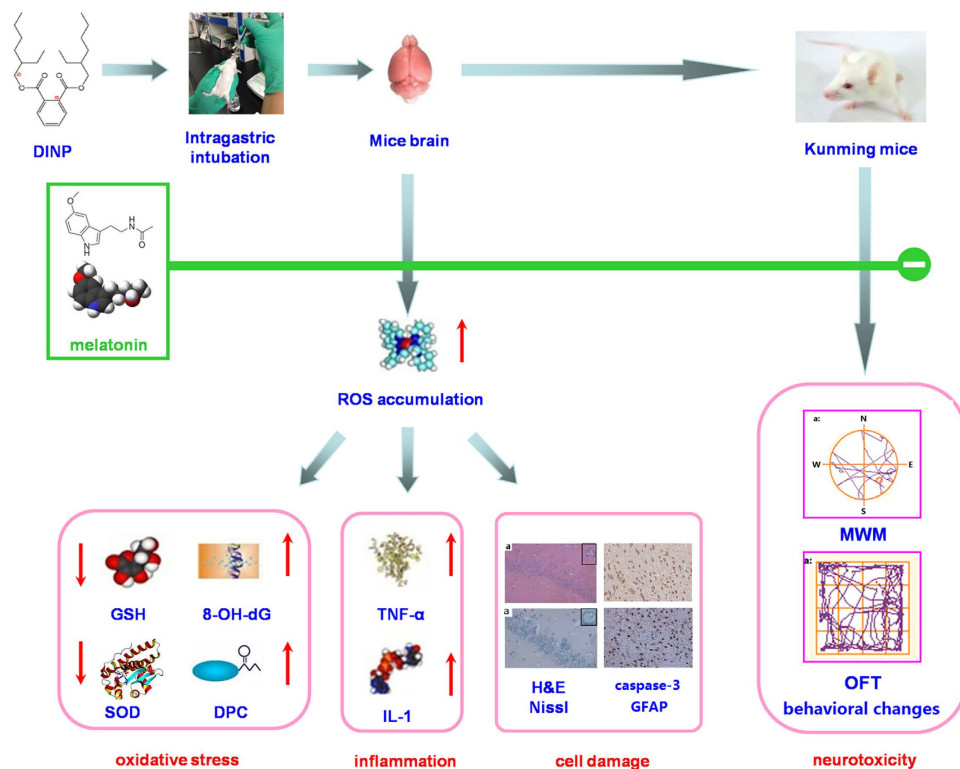 DINP
Intragastric
intubation
Mice brain
Kunming mice
O
O
O
O
O
H
N
N
H
O
melatonin
ROS accumulation
GSH
8-OH-dG
SOD
DPC
oxidative stress
TNF-α
IL-1
inflammation
a
a
H&E
Nissl
caspase-3
GFAP
cell damage
a:
N
W
E
S
MWM
a:
OFT
behavioral changes
neurotoxicity